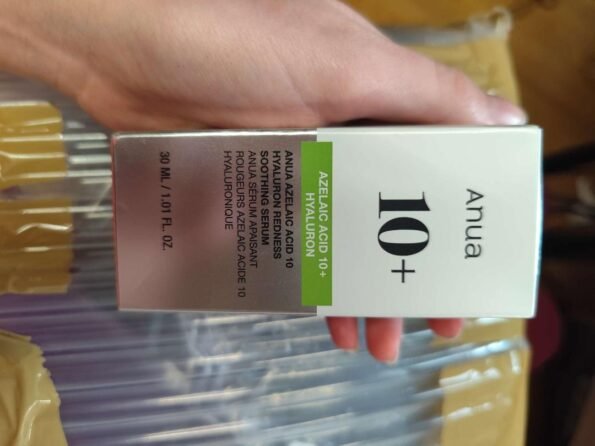 Anua
10+
AZELAIC ACID 10+
HYALURON
ANUA AZELAIC ACID 10
HYALURON REDNESS
SOOTHING SERUM
ANUA SÉRUM APAISANT
ROUGEURS AZELAIC ACIDE 10
HYALURONIQUE
30 ML / 1.01 FL. OZ.